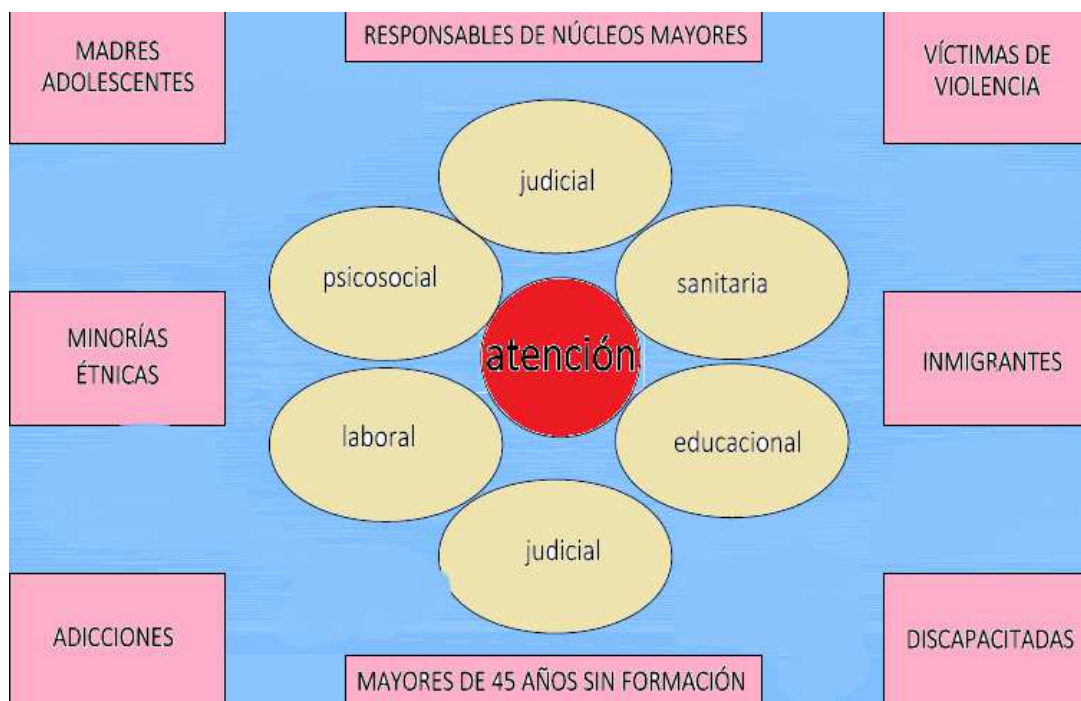 MADRES
ADOLESCENTES
RESPONSABLES DE NÚCLEOS MAYORES
VÍCTIMAS DE
VIOLENCIA
judicial
psicosocial
sanitaria
MINORÍAS
ÉTNICAS
atención
INMIGRANTES
laboral
educacional
judicial
ADICCIONES
MAYORES DE 45 AÑOS SIN FORMACIÓN
DISCAPACITADAS